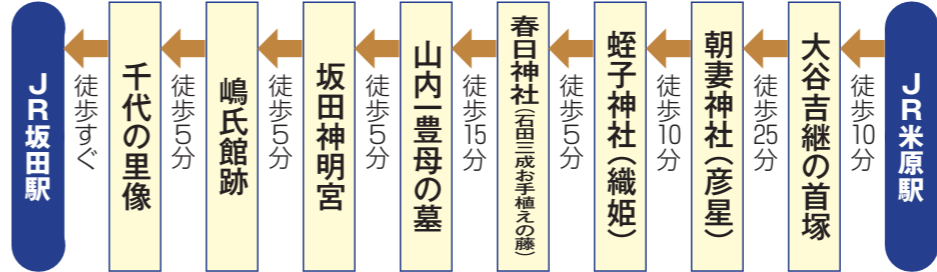 JR米原駅
徒歩10分
大谷吉継の首塚
徒歩25分
朝妻神社(彦星)
徒歩10分
蛭子神社(織姫)
徒歩5分
春日神社(石田三成お手植えの藤)
徒歩15分
山内一豊母の墓
徒歩5分
坂田神明宮
徒歩5分
嶋氏館跡
徒歩5分
千代の里像
徒歩すぐ
JR坂田駅